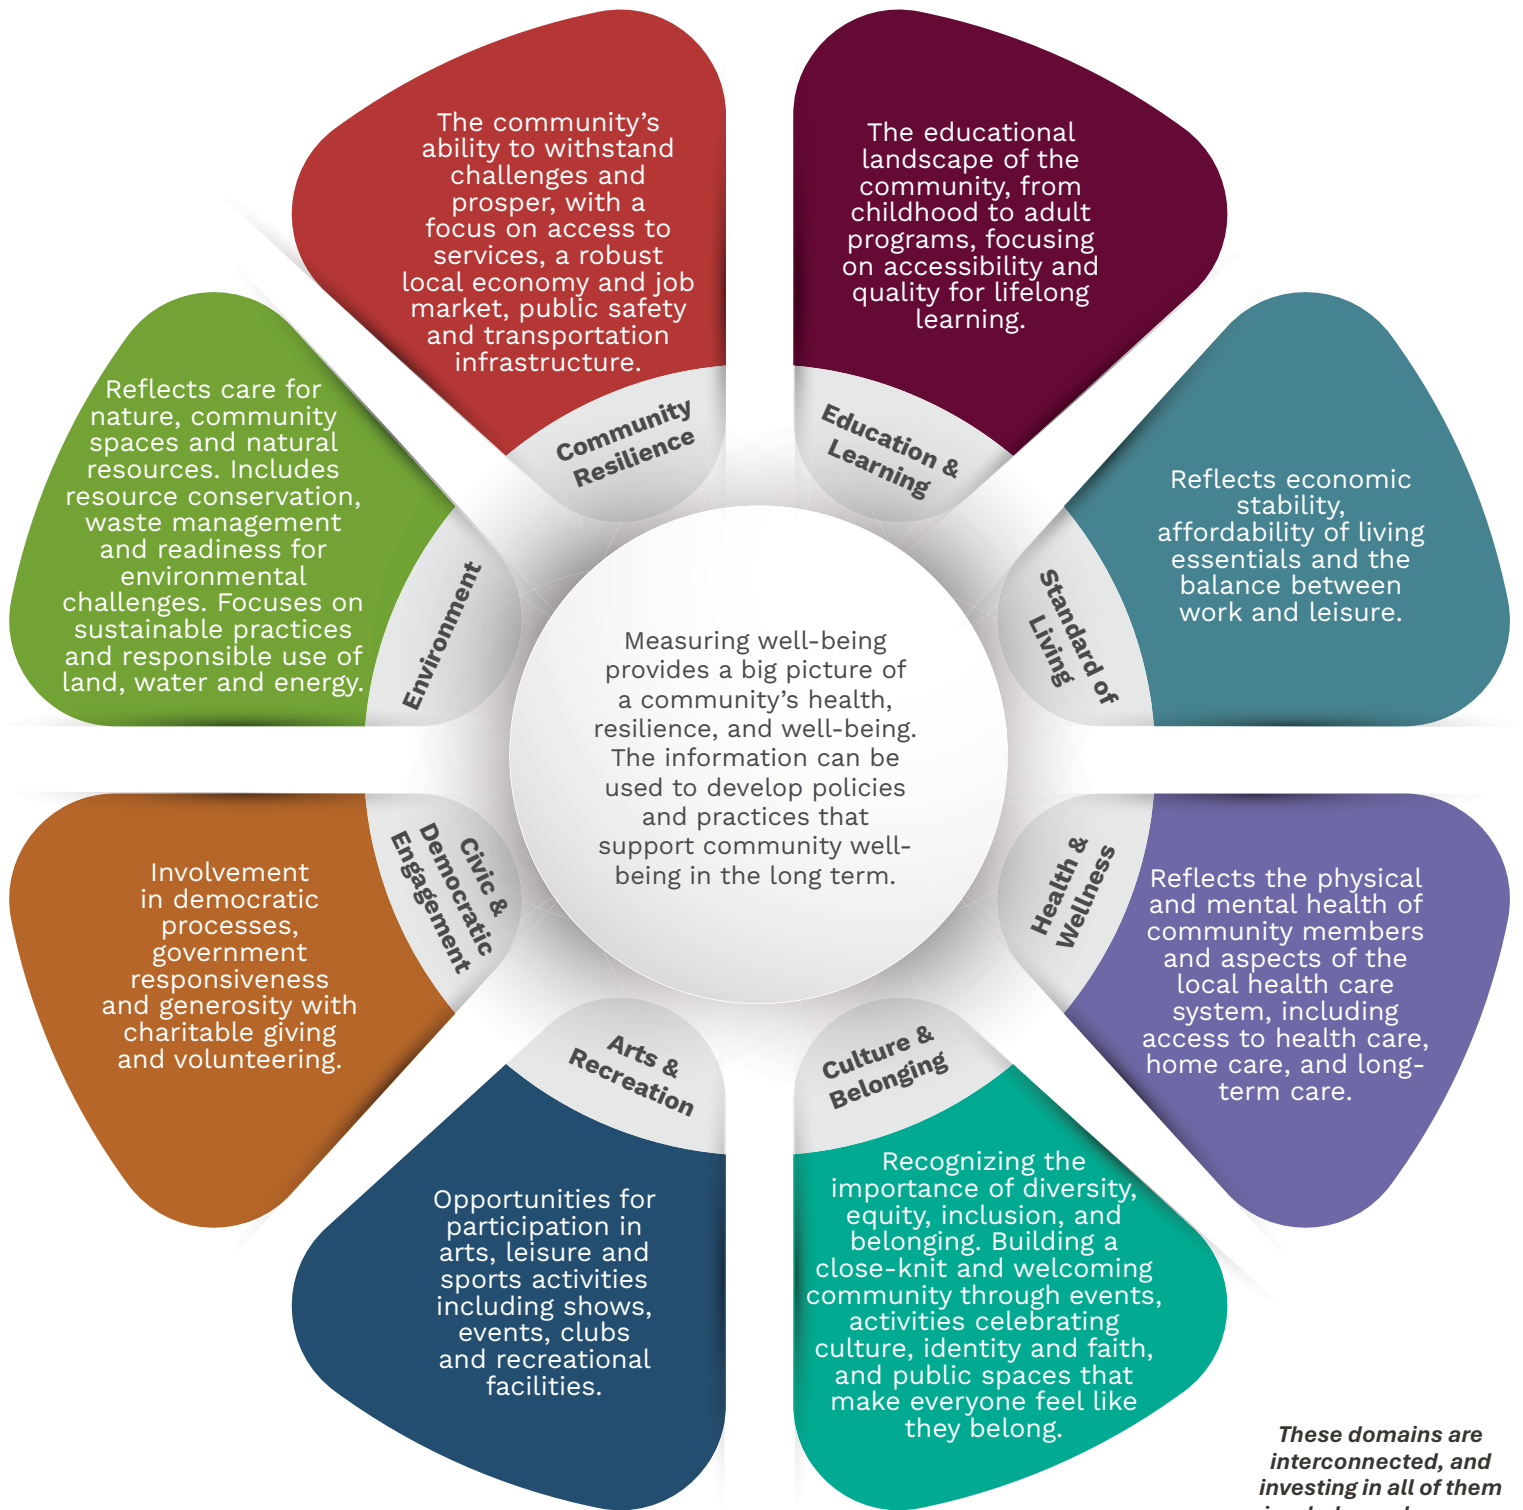 The community’s
ability to withstand
challenges and
prosper, with a
focus on access to
services, a robust
local economy and job
market, public safety
and transportation
infrastructure.
Community
Resilience
The educational
landscape of the
community, from
childhood to adult
programs, focusing
on accessibility and
quality for lifelong
learning.
Education &
Learning
Reflects economic
stability,
affordability of living
essentials and the
balance between
work and leisure.
Standard of
Living
Reflects the physical
and mental health of
community members
and aspects of the
local health care
system, including
access to health care,
home care, and long-
term care.
Health &
Wellness
Recognizing the
importance of diversity,
equity, inclusion, and
belonging. Building a
close-knit and welcoming
community through events,
activities celebrating
culture, identity and faith,
and public spaces that
make everyone feel like
they belong.
Culture &
Belonging
Opportunities for
participation in
arts, leisure and
sports activities
including shows,
events, clubs
and recreational
facilities.
Arts &
Recreation
Involvement
in democratic
processes,
government
responsiveness
and generosity with
charitable giving
and volunteering.
Civic &
Democratic
Engagement
Reflects care for
nature, community
spaces and natural
resources. Includes
resource conservation,
waste management
and readiness for
environmental
challenges. Focuses on
sustainable practices
and responsible use of
land, water and energy.
Environment
Measuring well-being
provides a big picture of
a community’s health,
resilience, and well-being.
The information can be
used to develop policies
and practices that
support community well-
being in the long term.
These domains are
interconnected, and
investing in all of them